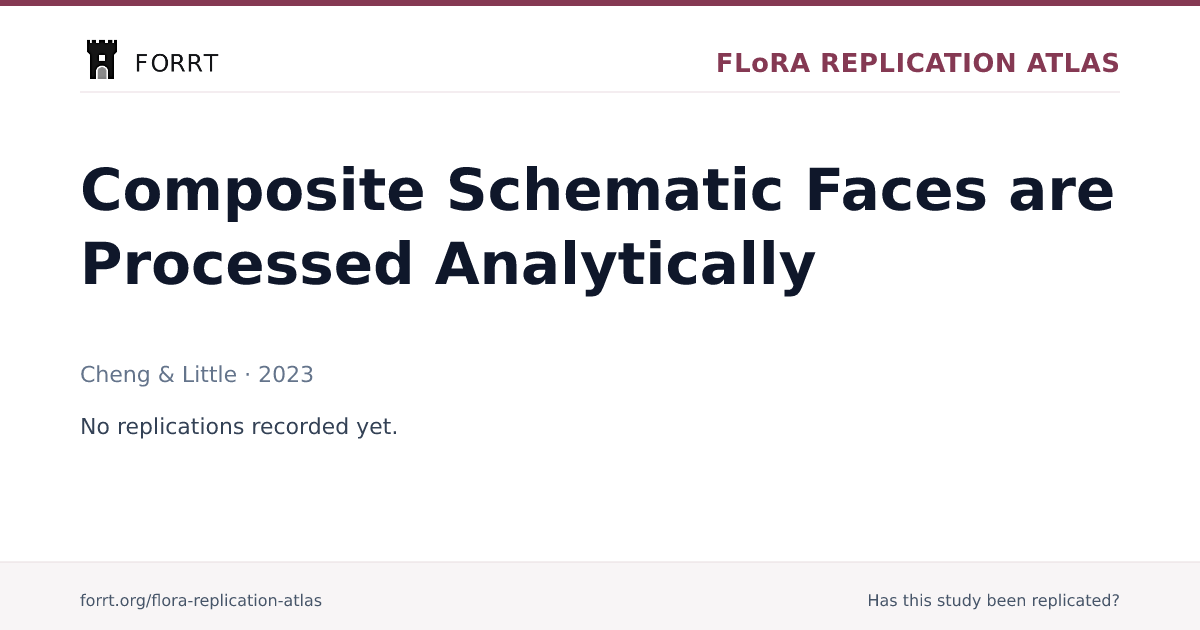 FORRT
FLoRA REPLICATION ATLAS
Composite Schematic Faces are
Processed Analytically
Cheng & Little · 2023
No replications recorded yet.
forrt.org/flora-replication-atlas
Has this study been replicated?